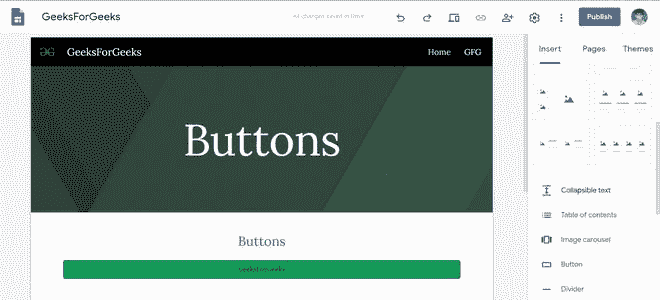 GeeksForGeeks
All changes saved in Drive
Publish
Insert
Pages
Themes
GeeksForGeeks
Home
GFG
Buttons
Buttons
Collapsible text
Table of contents
Image carousel
Button
Divider